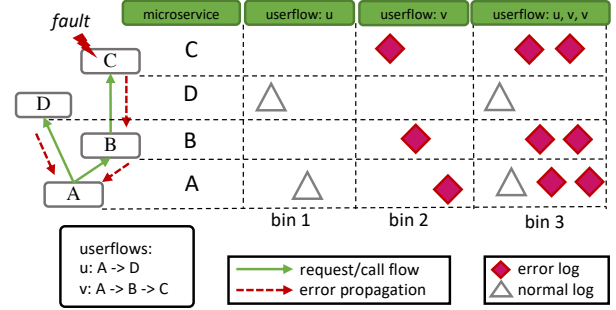 fault
microservice
userflow: u
userflow: v
userflow: u, v, v
C
C
D
D
B
B
A
A
bin 1
bin 2
bin 3
userflows:
u: A -> D
v: A -> B -> C
request/call flow
error propagation
error log
normal log